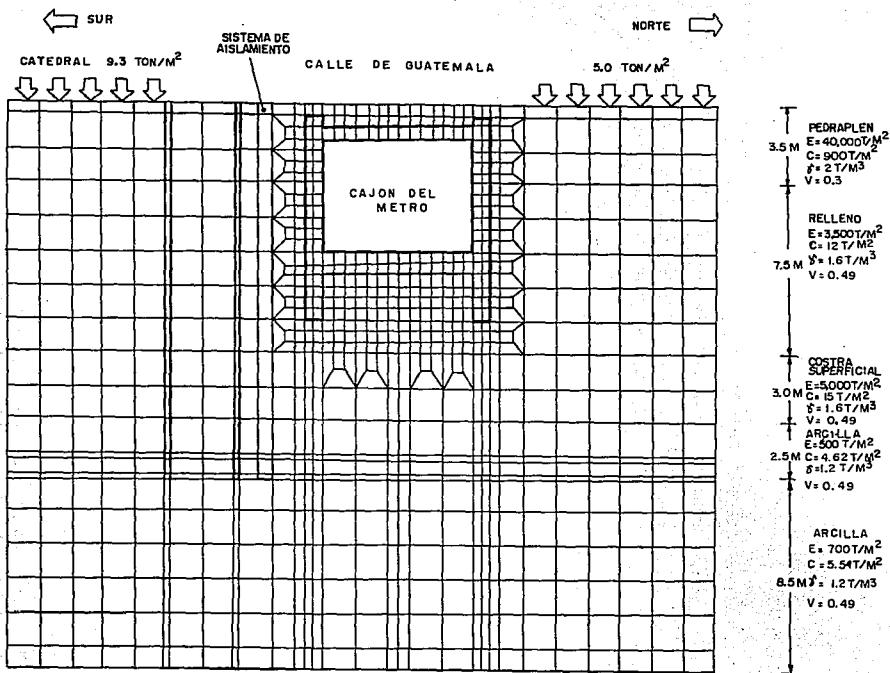 SUR
NORTE
SISTEMA DE
AISLAMIENTO
CATEDRAL 9.3 TON/M²
CALLE DE GUATEMALA
5.0 TON/M²
CAJON DEL
METRO
3.5 M
PEDRAPLEN
E=40,000T/M²
C=900T/M²
γ=2T/M³
V=0.3
7.5 M
RELLENO
E=3,500T/M²
C=12T/M2
γ=1.6T/M³
V=0.49
3.0 M
COSTRA
SUPERFICIAL
E=5,000T/M²
C=15T/M²
γ=1.6T/M³
V=0.49
2.5 M
ARCILLA
E=500 T/M²
C=4.62T/M²
γ=1.2 T/M³
V=0.49
8.5M
ARCILLA
E=700T/M²
C=5.54T/M²
γ=1.2T/M3
V=0.49